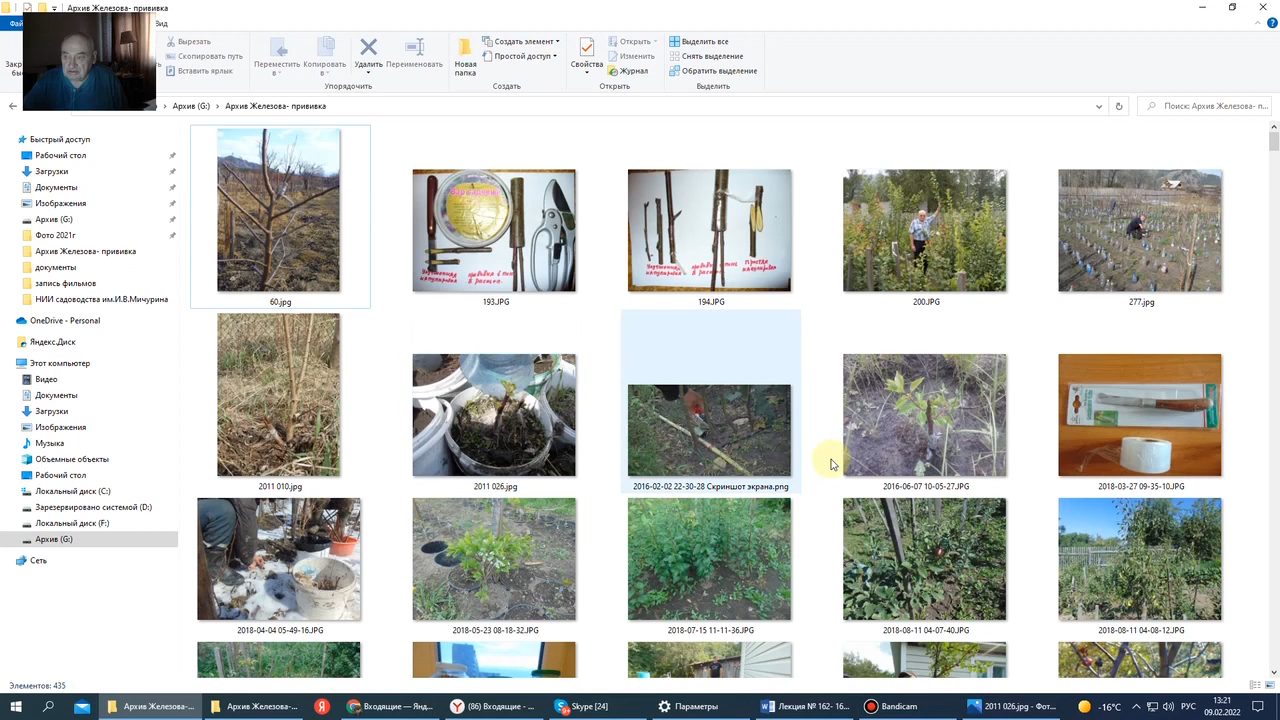 Архив Железова- прививка
Фай
Вид
Вырезать
Скопировать путь
Вставить ярлык
Переместить в
Копировать в
Удалить
Переименовать
Упорядочить
Новая папка
Создать элемент
Простой доступ
Создать
Свойства
Открыть
Изменить
Журнал
Открыть
Выделить все
Снять выделение
Обратить выделение
Выделить
Архив (G:) › Архив Железова- прививка
Поиск: Архив Железова- п...
Быстрый доступ
Рабочий стол
Загрузки
Документы
Изображения
Архив (G:)
Фото 2021г
Архив Железова- прививка
документы
запись фильмов
НИИ садоводства им.И.В.Мичурина
OneDrive - Personal
Яндекс.Диск
Этот компьютер
Видео
Документы
Загрузки
Изображения
Музыка
Объемные объекты
Рабочий стол
Локальный диск (C:)
Зарезервировано системой (D:)
Локальный диск (F:)
Архив (G:)
Сеть
60.jpg
193.JPG
194.JPG
200.JPG
277.jpg
2011 010.jpg
2011 026.jpg
2016-02-02 22-30-28 Скриншот экрана.png
2016-06-07 10-05-27.JPG
2018-03-27 09-35-10.JPG
2018-04-04 05-49-16.JPG
2018-05-23 08-18-32.JPG
2018-07-15 11-11-36.JPG
2018-08-11 04-07-40.JPG
2018-08-11 04-08-12.JPG
Элементов: 435
Архив Железова-...
Архив Железова-...
Входящие — Янд...
(86) Входящие - ...
Skype [24]
Параметры
Лекция № 162- 16...
Bandicam
2011 026.jpg - Фот...
-16°C
РУС
13:21
09.02.2022